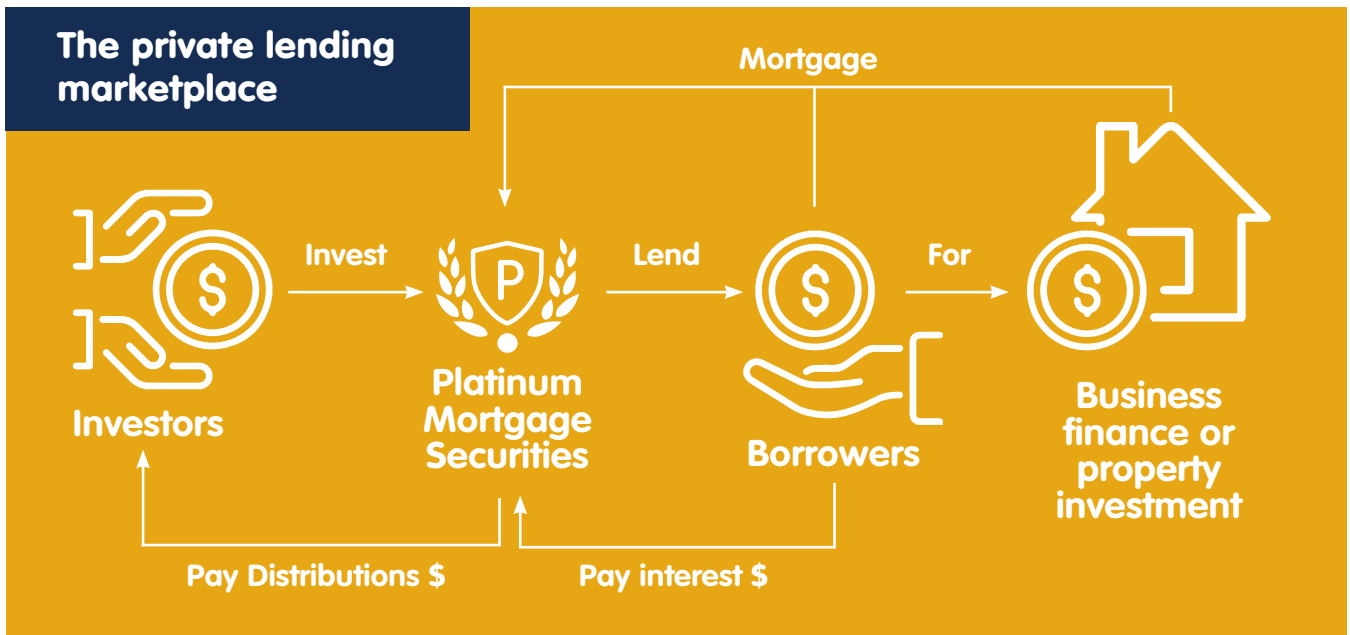 The private lending
marketplace
Mortgage
Invest
Lend
For
$
P
$
$
Platinum
Mortgage
Securities
Investors
Borrowers
Business
finance or
property
investment
Pay Distributions $
Pay interest $